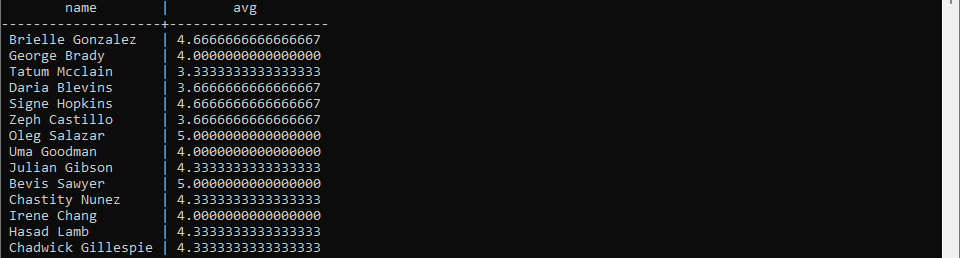 name        |        avg
--------------------+--------------------
 Brielle Gonzalez   | 4.6666666666666667
 George Brady       | 4.0000000000000000
 Tatum Mcclain      | 3.3333333333333333
 Daria Blevins      | 3.6666666666666667
 Signe Hopkins      | 4.6666666666666667
 Zeph Castillo      | 3.6666666666666667
 Oleg Salazar       | 5.0000000000000000
 Uma Goodman        | 4.0000000000000000
 Julian Gibson      | 4.3333333333333333
 Bevis Sawyer       | 5.0000000000000000
 Chastity Nunez     | 4.3333333333333333
 Irene Chang        | 4.0000000000000000
 Hasad Lamb         | 4.3333333333333333
 Chadwick Gillespie | 4.3333333333333333